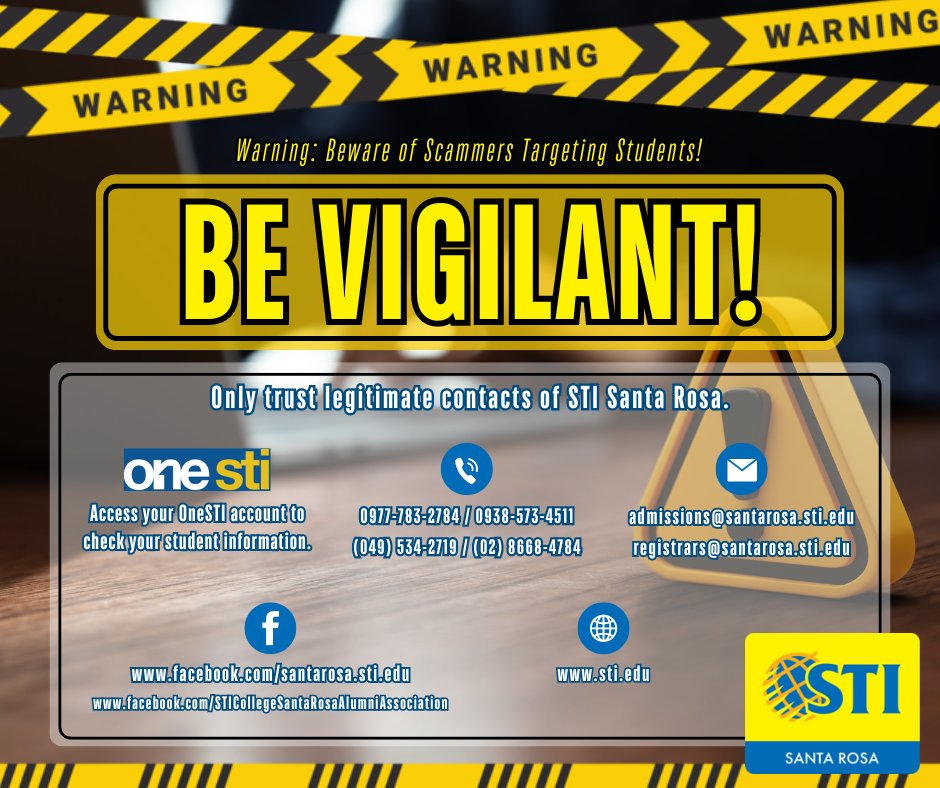 WARNING
WARNING
WARNING
Warning: Beware of Scammers Targeting Students!
BE VIGILANT!
Only trust legitimate contacts of STI Santa Rosa.
one sti
Access your OneSTI account to
check your student information.
0977-783-2784 / 0938-573-4511
(049) 534-2719 / (02) 8668-4784
admissions@santarosa.sti.edu
registrars@santarosa.sti.edu
f
www.facebook.com/santarosa.sti.edu
www.facebook.com/STICollegeSantaRosaAlumniAssociation
www.sti.edu
STI
SANTA ROSA